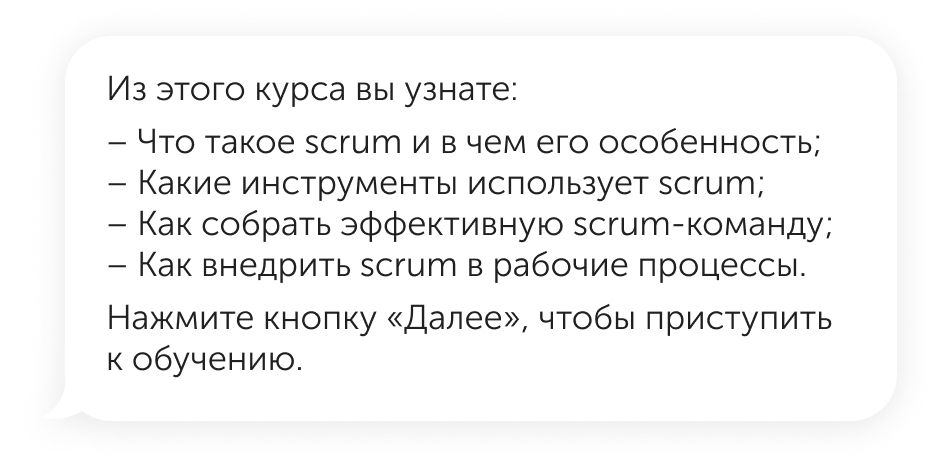 Из этого курса вы узнате:
– Что такое scrum и в чем его особенность;
– Какие инструменты использует scrum;
– Как собрать эффективную scrum-команду;
– Как внедрить scrum в рабочие процессы.
Нажмите кнопку «Далее», чтобы приступить
к обучению.